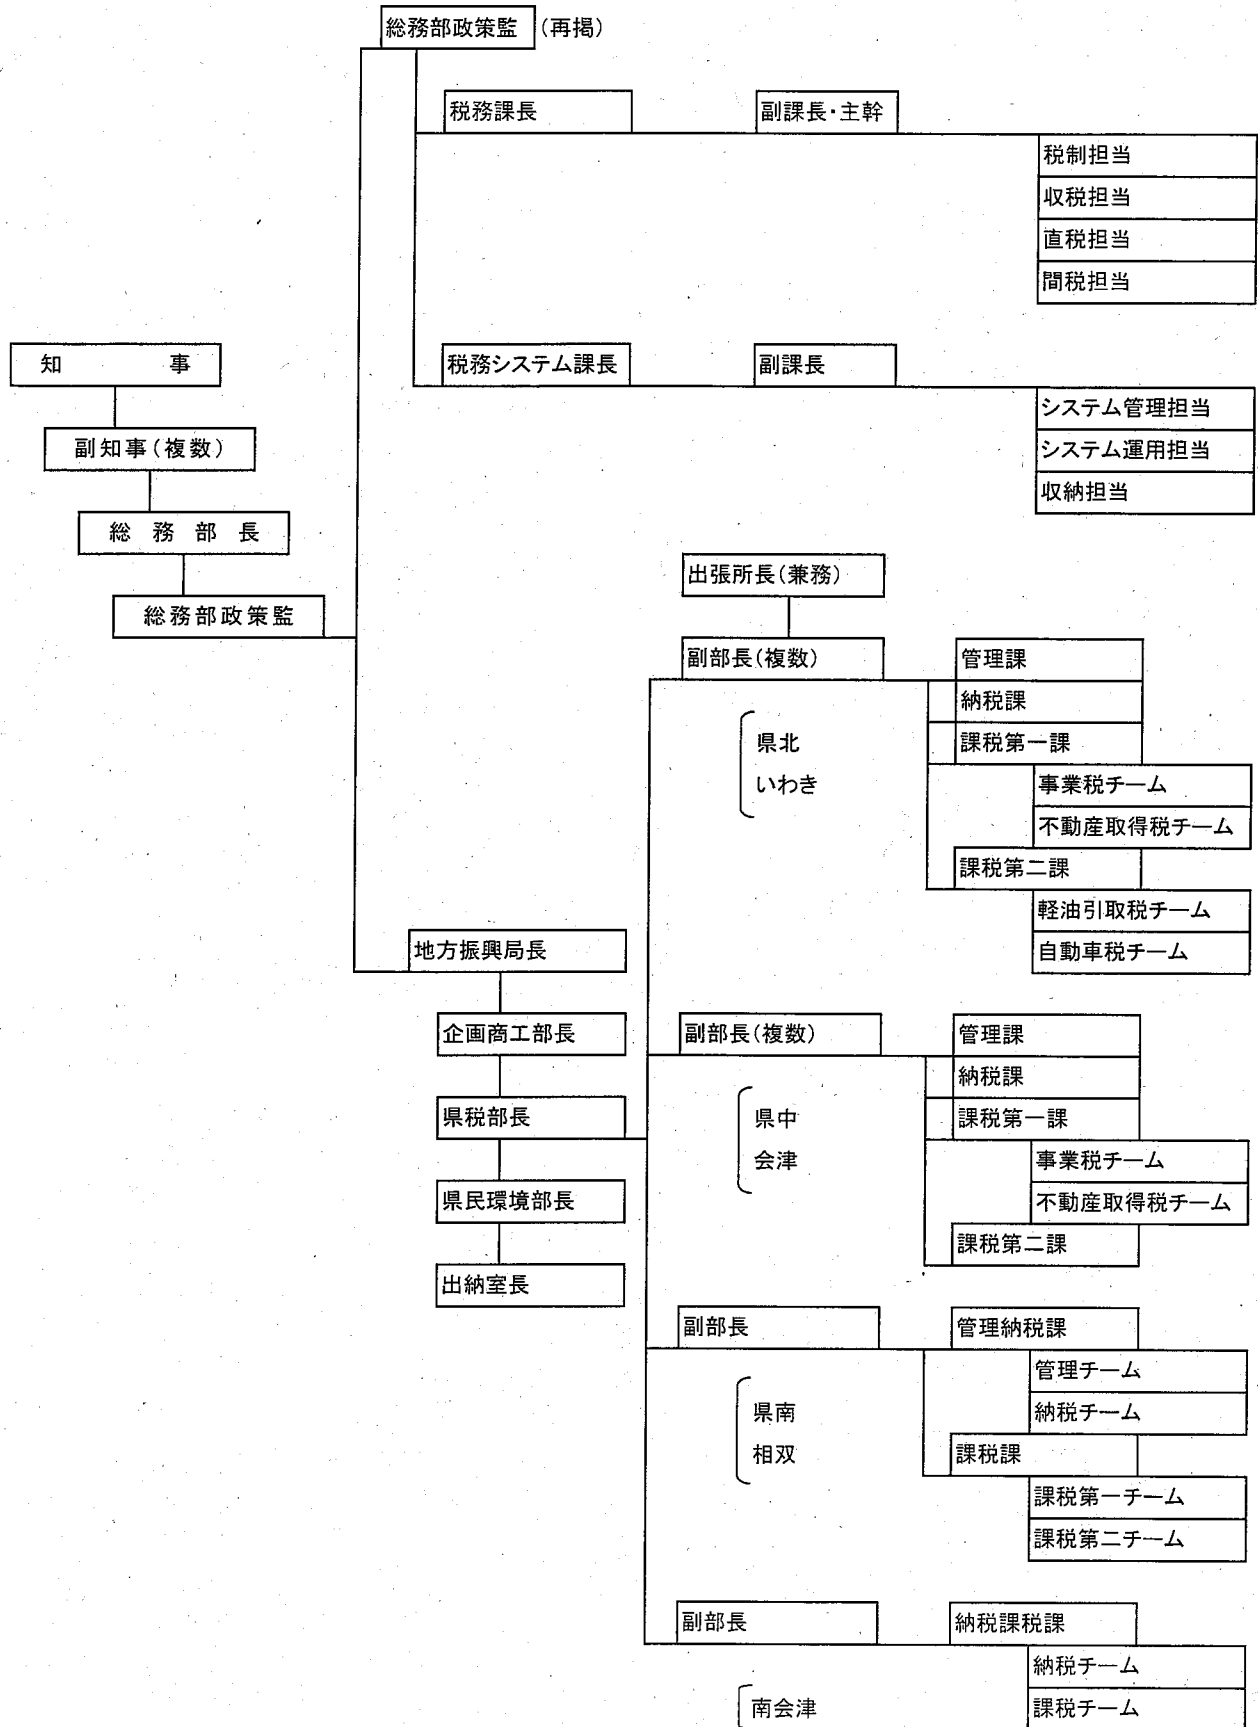 総務部政策監 (再掲)
税務課長
副課長・主幹
税制担当
収税担当
直税担当
間税担当
知 事
副知事(複数)
総務部長
総務部政策監
税務システム課長
副課長
システム管理担当
システム運用担当
収納担当
出張所長(兼務)
副部長(複数)
県北
いわき
管理課
納税課
課税第一課
事業税チーム
不動産取得税チーム
課税第二課
軽油引取税チーム
自動車税チーム
地方振興局長
企画商工部長
県税部長
県民環境部長
出納室長
副部長(複数)
県中
会津
管理課
納税課
課税第一課
事業税チーム
不動産取得税チーム
課税第二課
副部長
県南
相双
管理納税課
管理チーム
納税チーム
課税課
課税第一チーム
課税第二チーム
副部長
南会津
納税課税課
納税チーム
課税チーム